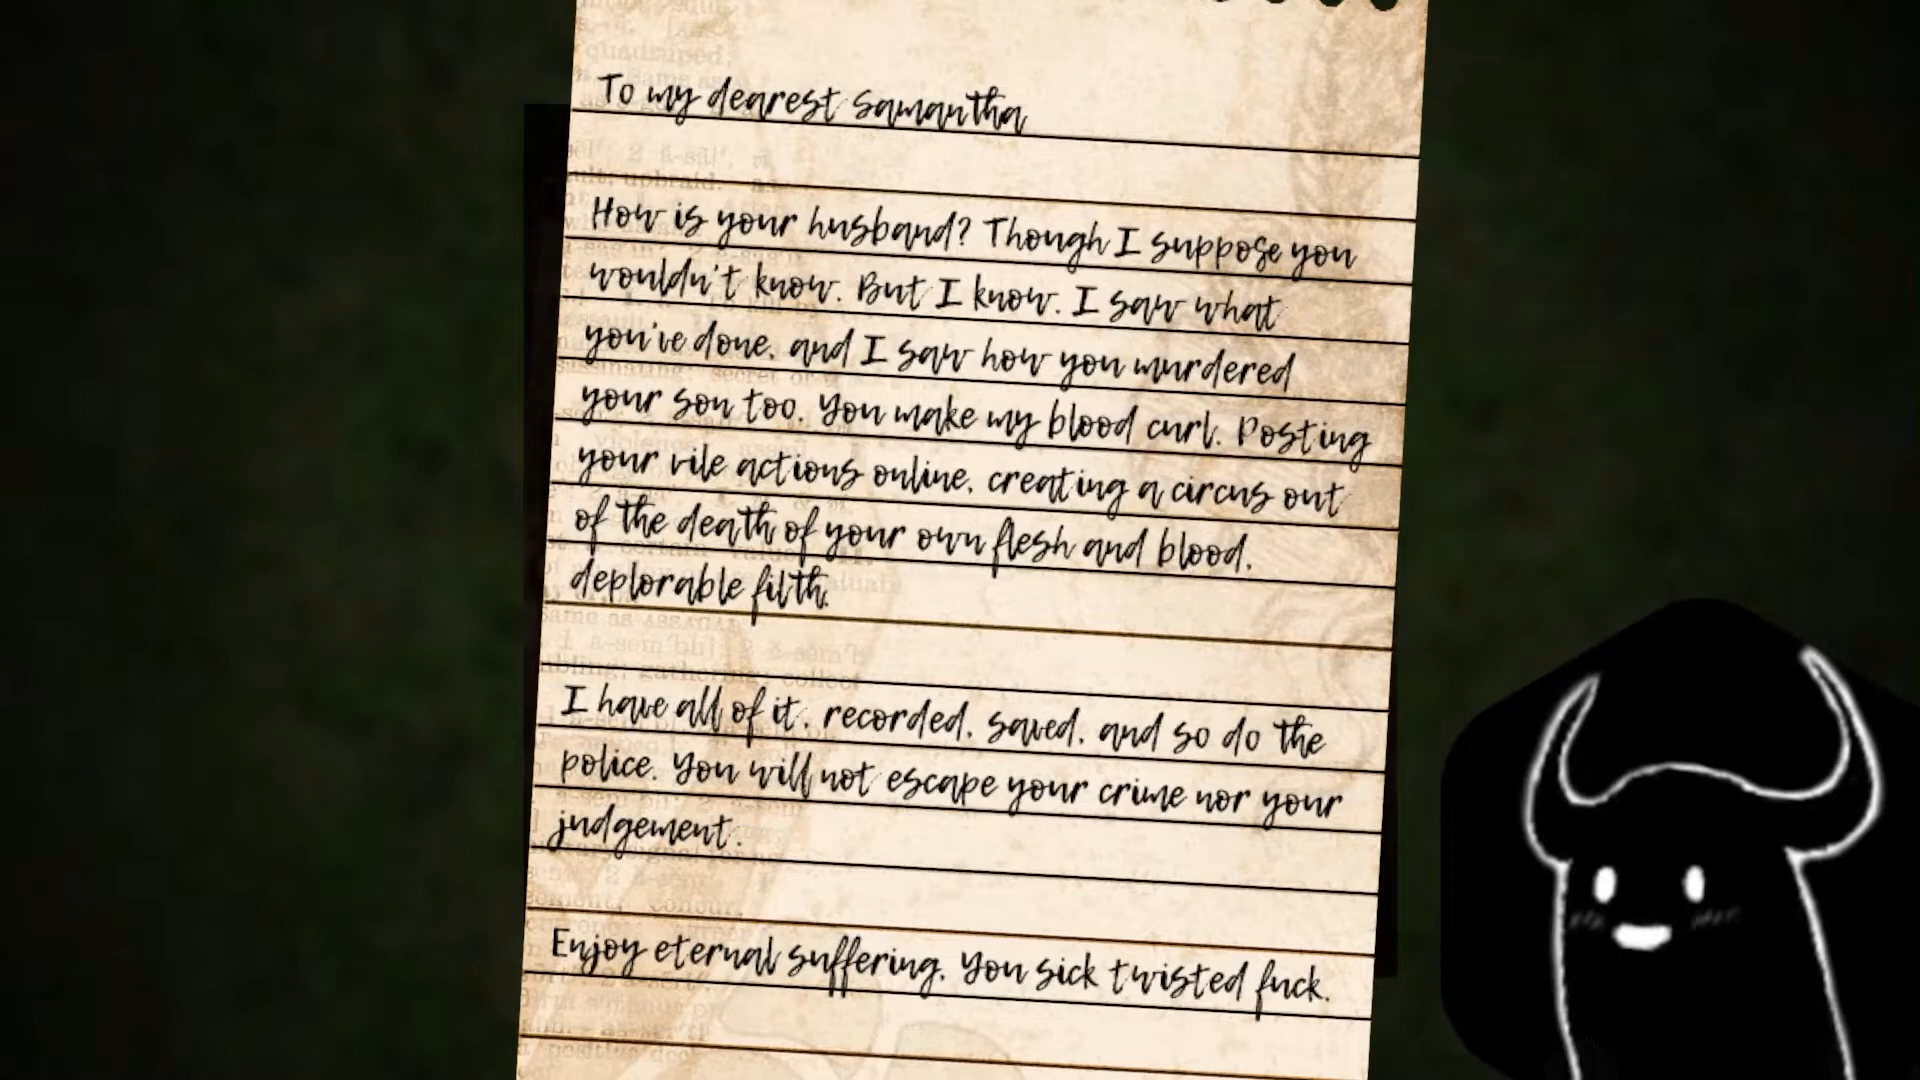 To my dearest Samantha
How is your husband? Though I suppose you
wouldn't know. But I know. I saw what
you've done, and I saw how you murdered
your son too. You make my blood curl. Posting
your vile actions online, creating a circus out
of the death of your own flesh and blood.
deplorable filth.
I have all of it, recorded, saved, and so do the
police. You will not escape your crime nor your
judgement.
Enjoy eternal suffering. You sick twisted fuck.